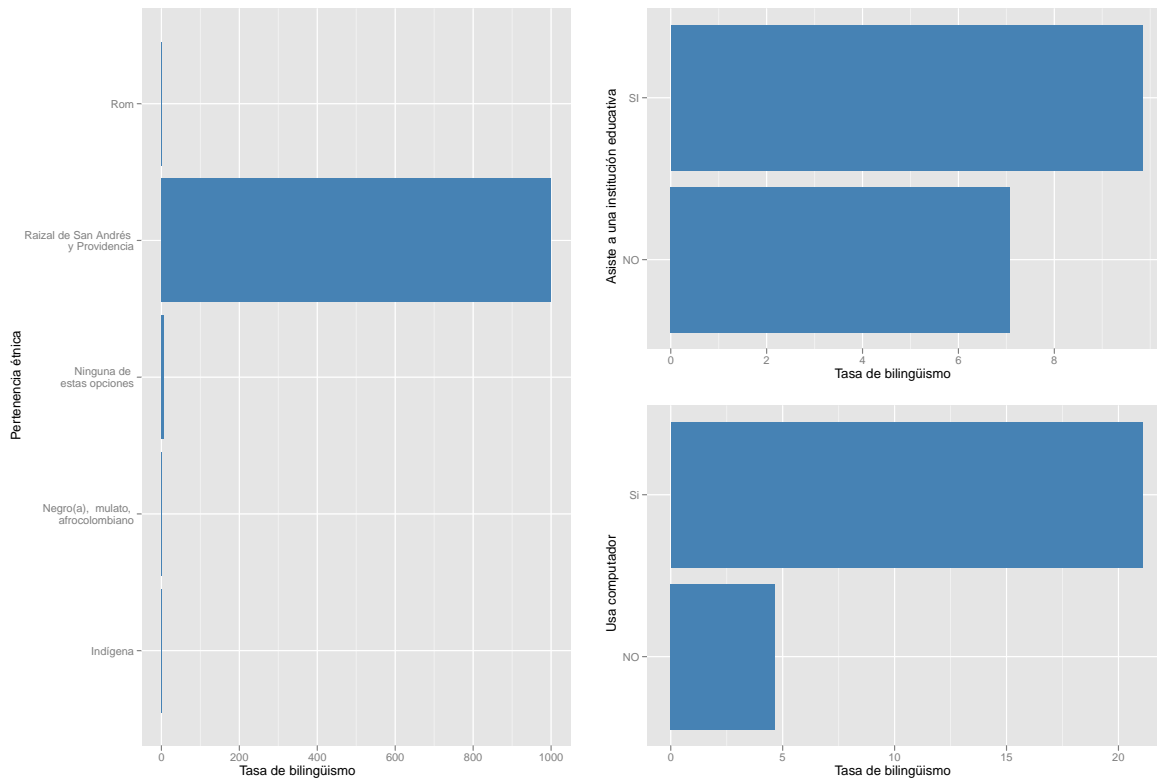 Pertenencia étnica
Rom
Raizal de San Andrés
y Providencia
Ninguna de
estas opciones
Negro(a), mulato,
afrocolombiano
Indígena
0 200 400 600 800 1000
Tasa de bilingüismo
Asiste a una institución educativa
SI
NO
0 2 4 6 8
Tasa de bilingüismo
Usa computador
Si
NO
0 5 10 15 20
Tasa de bilingüismo